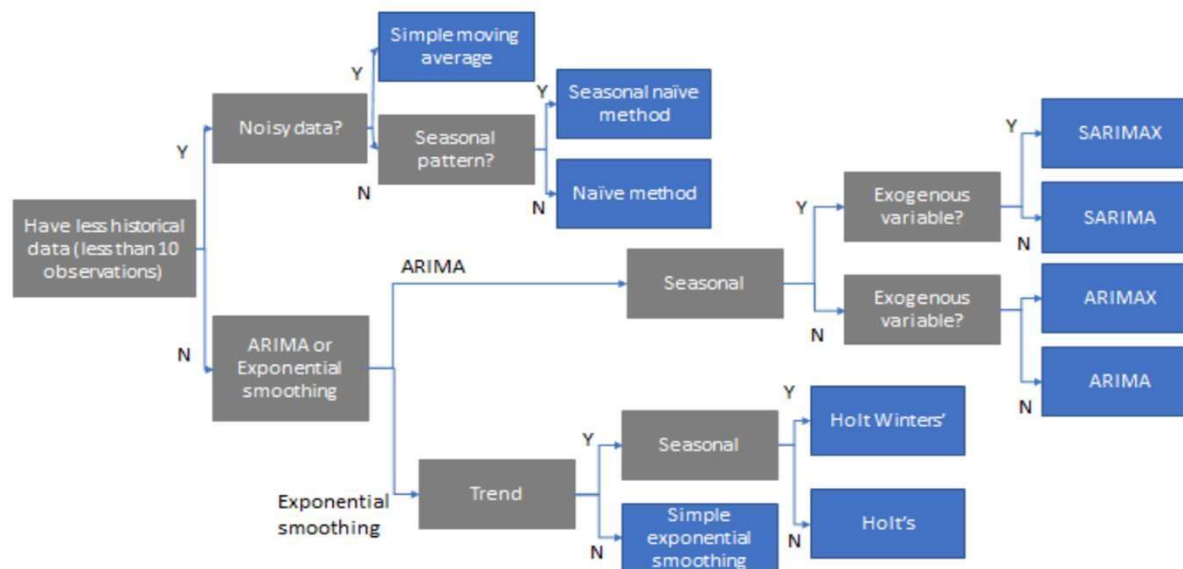 Simple moving
average
Y
Noisy data?
Y
N
Seasonal
pattern?
Y
Seasonal naïve
method
N
Naïve method
Have less historical
data (less than 10
observations)
N
ARIMA or
Exponential
smoothing
ARIMA
Seasonal
Y
Exogenous
variable?
Y
SARIMAX
N
SARIMA
N
Exogenous
variable?
Y
ARIMAX
N
ARIMA
Exponential
smoothing
Trend
Y
Seasonal
Y
Holt Winters’
N
Holt’s
N
Simple
exponential
smoothing